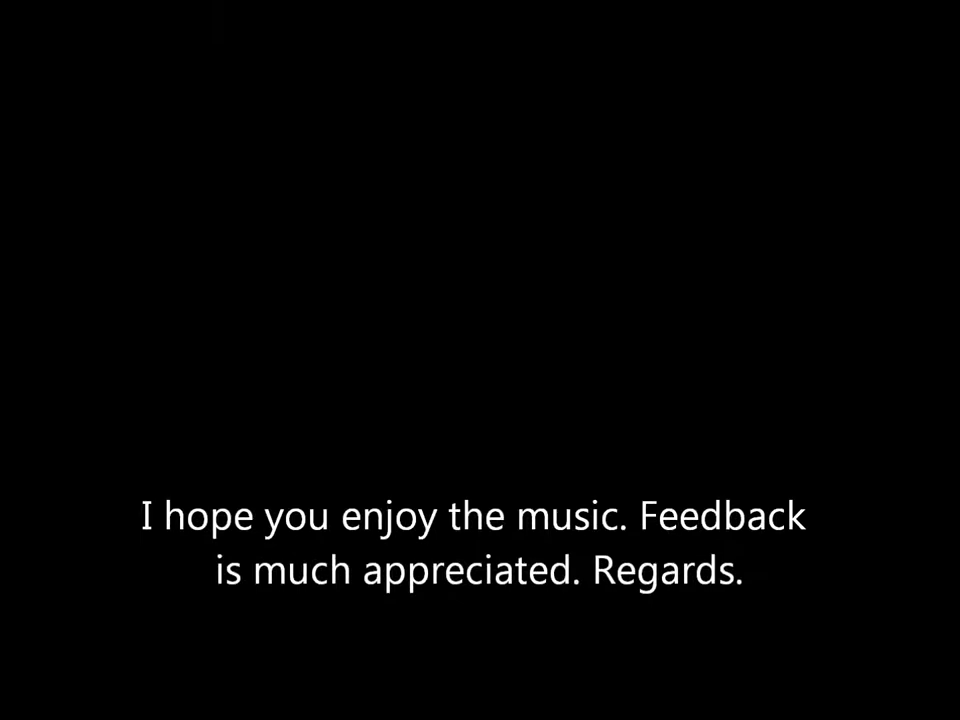 I hope you enjoy the music. Feedback
is much appreciated. Regards.